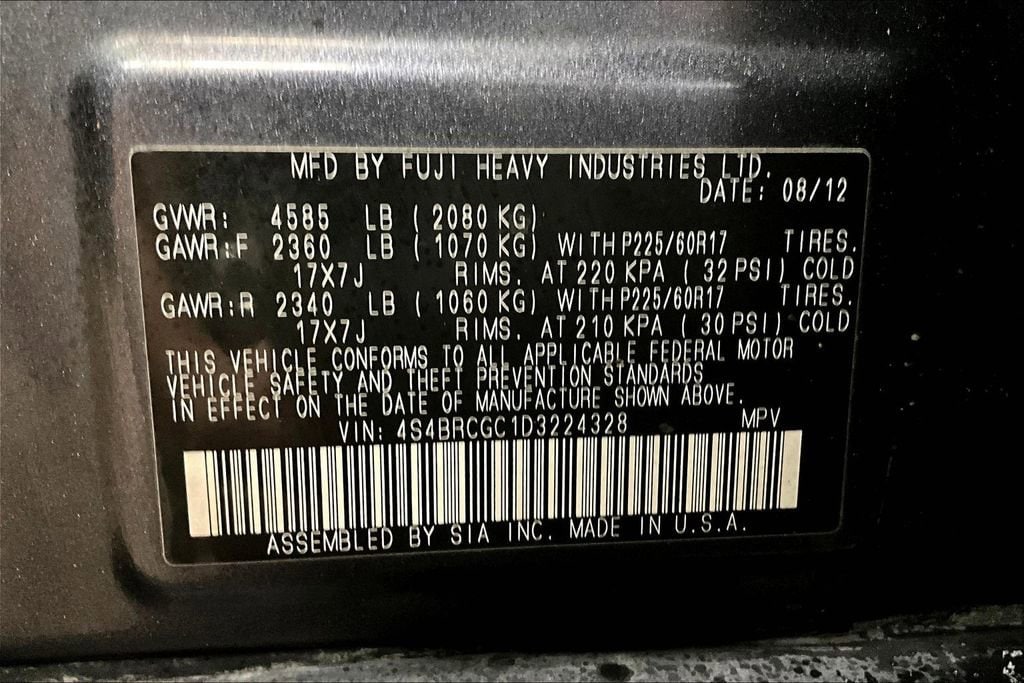 MFD BY FUJI HEAVY INDUSTRIES LTD.
DATE: 08/12
GVWR: 4585 LB (2080 KG)
GAWR:F 2360 LB (1070 KG) WITH P225/60R17 TIRES.
17X7J RIMS. AT 220 KPA (32 PSI) COLD
GAWR:R 2340 LB (1060 KG) WITH P225/60R17 TIRES.
17X7J RIMS. AT 210 KPA (30 PSI) COLD
THIS VEHICLE CONFORMS TO ALL APPLICABLE FEDERAL MOTOR
VEHICLE SAFETY AND THEFT PREVENTION STANDARDS
IN EFFECT ON THE DATE OF MANUFACTURE SHOWN ABOVE.
VIN: 4S4BRCGC1D3224328 MPV
ASSEMBLED BY SIA INC. MADE IN U.S.A.